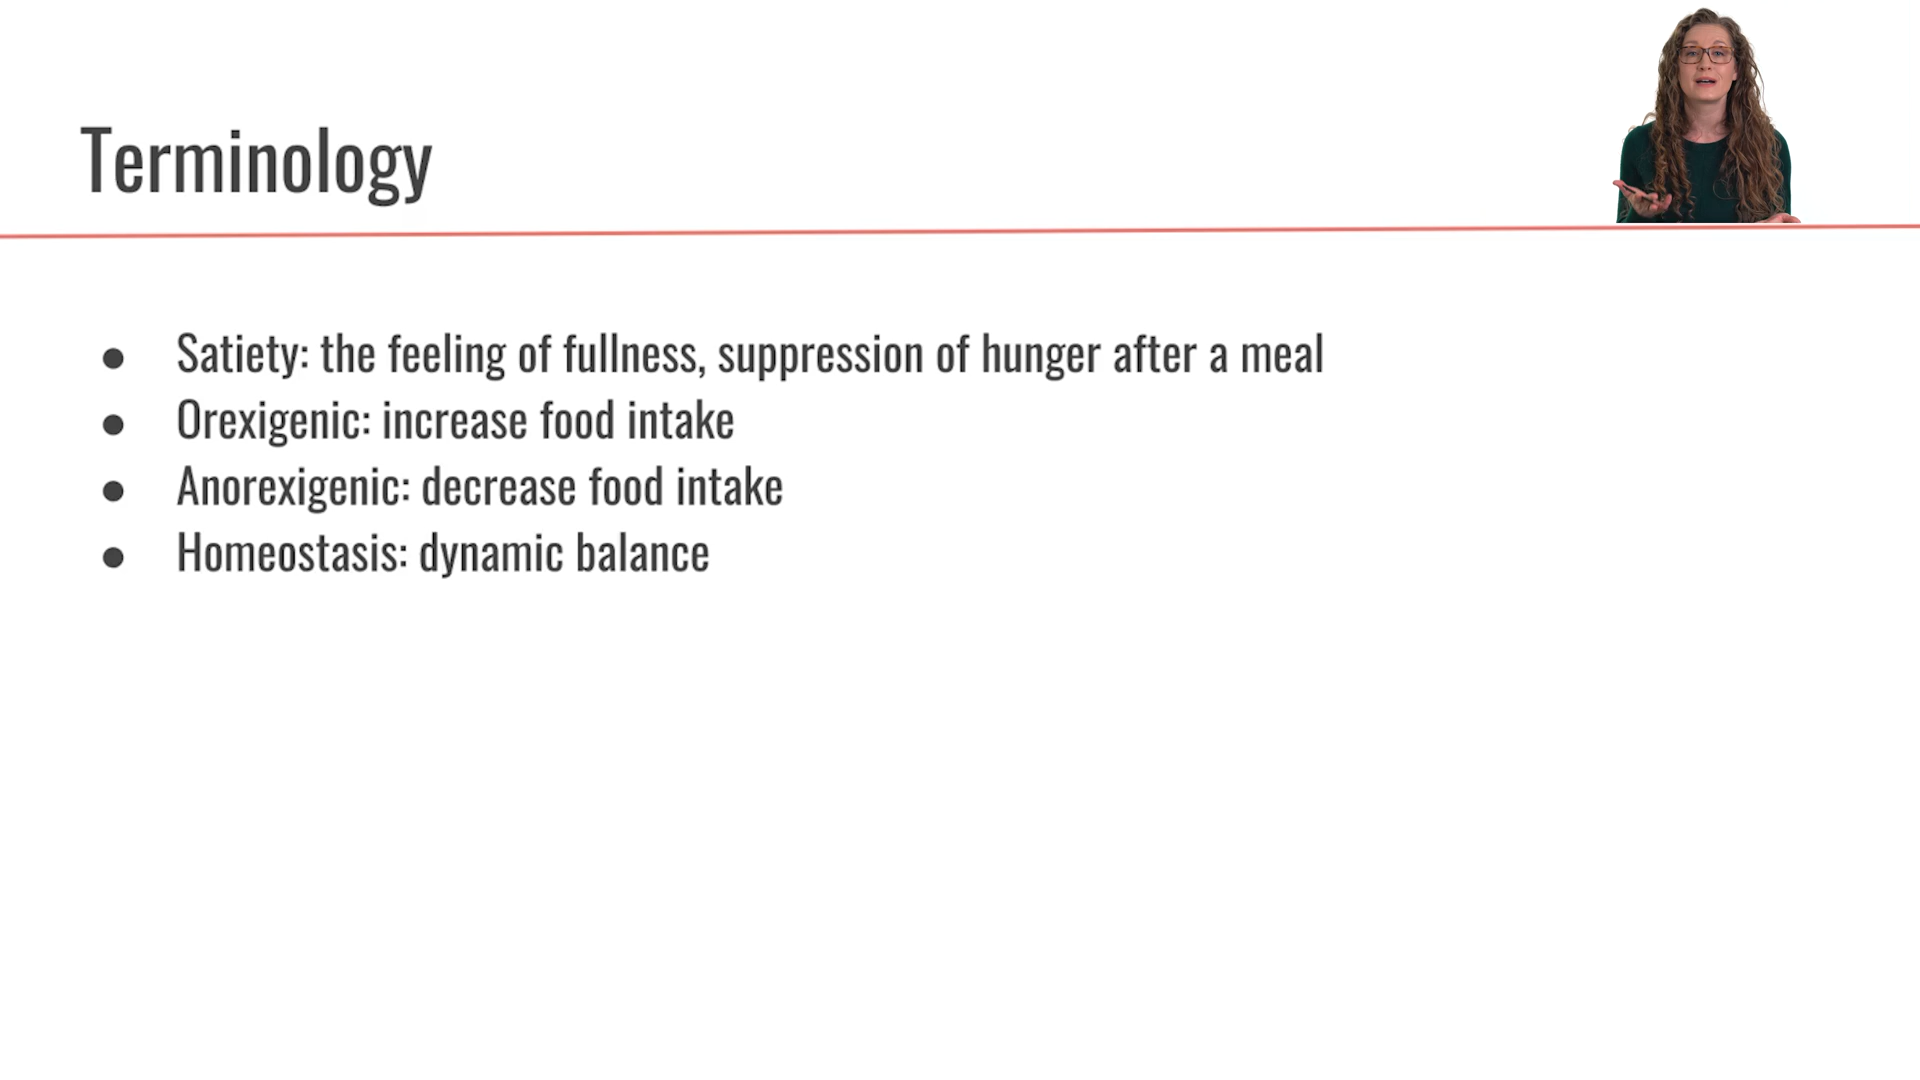 Terminology
● Satiety: the feeling of fullness, suppression of hunger after a meal
● Orexigenic: increase food intake
● Anorexigenic: decrease food intake
● Homeostasis: dynamic balance